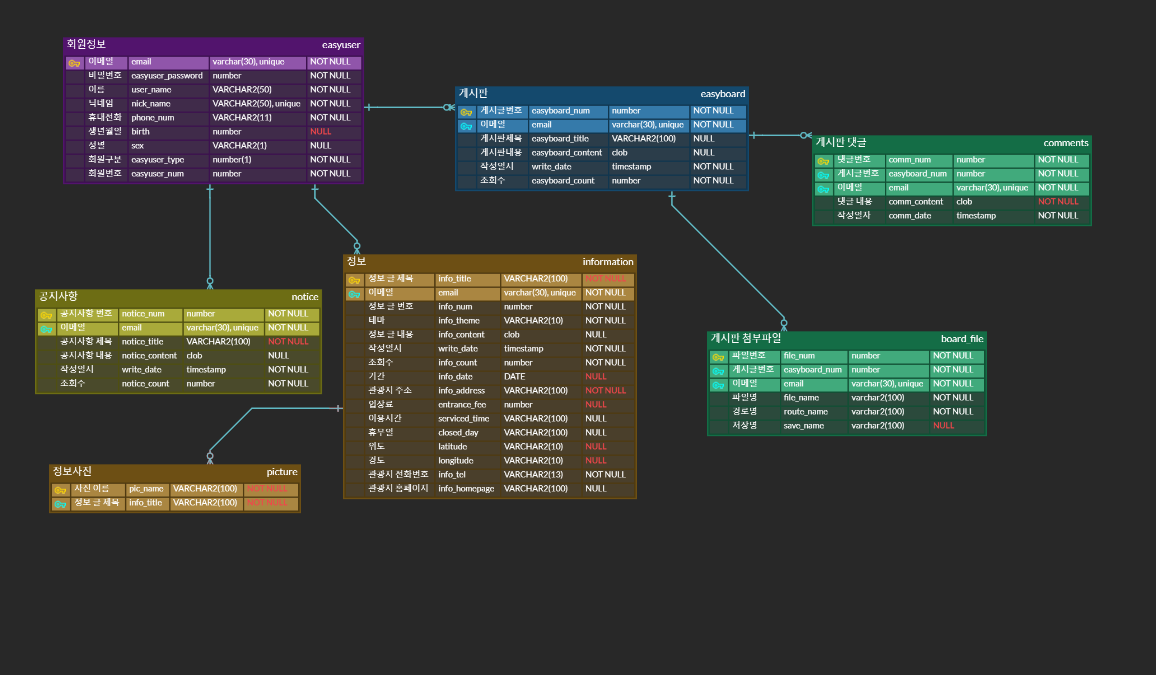 회원정보 easyuser
이메일 email varchar(30), unique NOT NULL
비밀번호 easyuser_password number NOT NULL
이름 user_name VARCHAR2(50) NOT NULL
닉네임 nick_name VARCHAR2(50), unique NOT NULL
휴대전화 phone_num VARCHAR2(11) NOT NULL
생년월일 birth number NULL
성별 sex VARCHAR2(1) NULL
회원구분 easyuser_type number(1) NOT NULL
회원번호 easyuser_num number NOT NULL
게시판 easyboard
게시글번호 easyboard_num number NOT NULL
이메일 email varchar(30), unique NOT NULL
게시판제목 easyboard_title VARCHAR2(100) NULL
게시판내용 easyboard_content clob NULL
작성일시 write_date timestamp NOT NULL
조회수 easyboard_count number NOT NULL
게시판 댓글 comments
댓글번호 comm_num number NOT NULL
게시글번호 easyboard_num number NOT NULL
이메일 email varchar(30), unique NOT NULL
댓글 내용 comm_content clob NOT NULL
작성일자 comm_date timestamp NOT NULL
정보 information
정보 글 제목 info_title VARCHAR2(100) NOT NULL
이메일 email varchar(30), unique NOT NULL
정보 글 번호 info_num number NOT NULL
테마 info_theme VARCHAR2(10) NOT NULL
정보 글 내용 info_content clob NULL
작성일시 write_date timestamp NOT NULL
조회수 info_count number NOT NULL
기간 info_date DATE NULL
관광지 주소 info_address VARCHAR2(100) NOT NULL
입장료 entrance_fee number NULL
이용시간 serviced_time VARCHAR2(100) NULL
휴무일 closed_day VARCHAR2(100) NULL
위도 latitude VARCHAR2(10) NULL
경도 longitude VARCHAR2(10) NULL
관광지 전화번호 info_tel VARCHAR2(13) NOT NULL
관광지 홈페이지 info_homepage VARCHAR2(100) NULL
공지사항 notice
공지사항 번호 notice_num number NOT NULL
이메일 email varchar(30), unique NOT NULL
공지사항 제목 notice_title VARCHAR2(100) NOT NULL
공지사항 내용 notice_content clob NULL
작성일시 write_date timestamp NOT NULL
조회수 notice_count number NOT NULL
게시판 첨부파일 board_file
파일번호 file_num number NOT NULL
게시글번호 easyboard_num number NOT NULL
이메일 email varchar(30), unique NOT NULL
파일명 file_name varchar2(100) NOT NULL
경로명 route_name varchar2(100) NOT NULL
저장명 save_name varchar2(100) NULL
정보사진 picture
사진 이름 pic_name VARCHAR2(100) NOT NULL
정보 글 제목 info_title VARCHAR2(100) NOT NULL